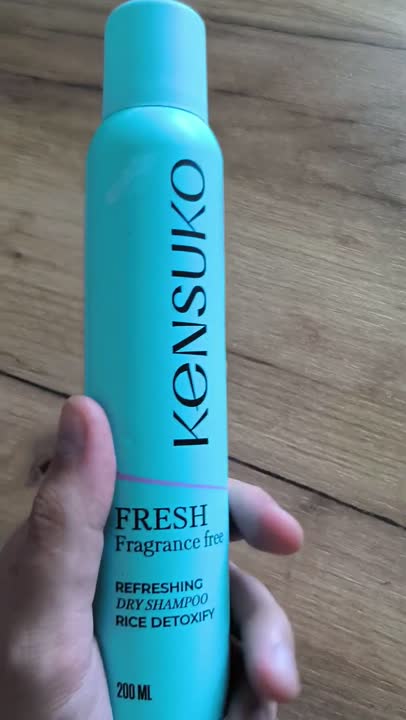 KENSUKO
FRESH
Fragrance free
REFRESHING
DRY SHAMPOO
RICE DETOXIFY
200 ML